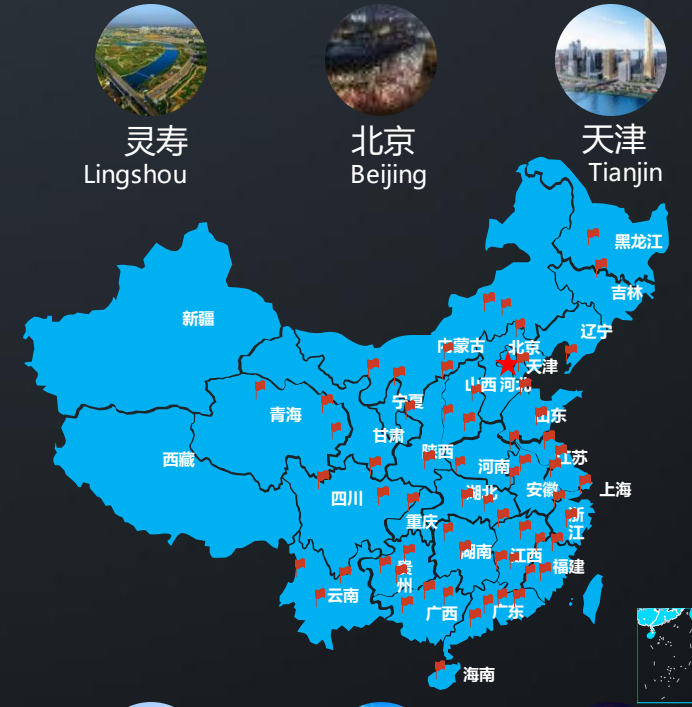 灵寿
Lingshou
北京
Beijing
天津
Tianjin
黑龙江
吉林
新疆
辽宁
内蒙古
北京
天津
山西
河北
宁夏
青海
山东
甘肃
陕西
西藏
河南
江苏
四川
湖北
安徽
上海
重庆
浙
江
湖南
江西
福建
贵
州
云南
广西
广东
海南